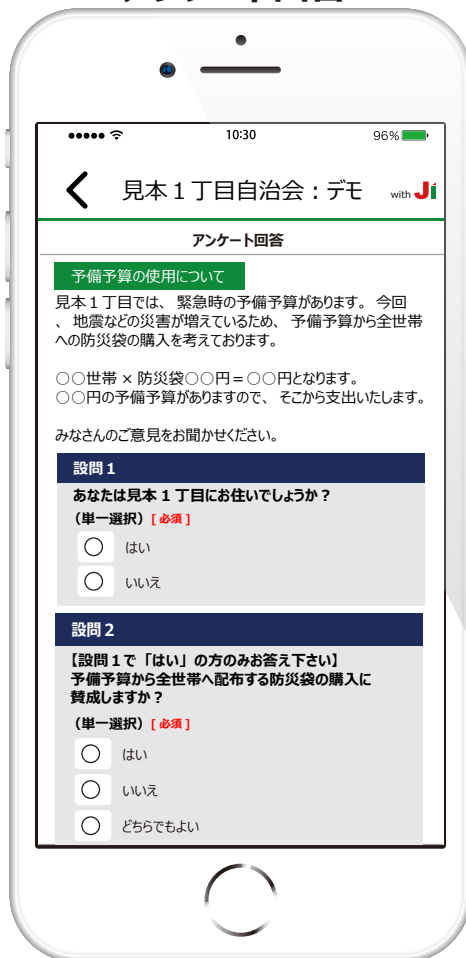 10:30
96%
見本1丁目自治会：デモ with Ji
アンケート回答
予備予算の使用について
見本1丁目では、緊急時の予備予算があります。今回
、地震などの災害が増えているため、予備予算から全世帯
への防災袋の購入を考えております。
○○世帯 × 防災袋○○円＝○○円となります。
○○円の予備予算がありますので、そこから支出いたします。
みなさんのご意見をお聞かせください。
設問1
あなたは見本1丁目にお住いでしょうか？
（単一選択）[必須]
はい
いいえ
設問2
【設問1で「はい」の方のみお答え下さい】
予備予算から全世帯へ配布する防災袋の購入に
賛成しますか？
（単一選択）[必須]
はい
いいえ
どちらでもよい